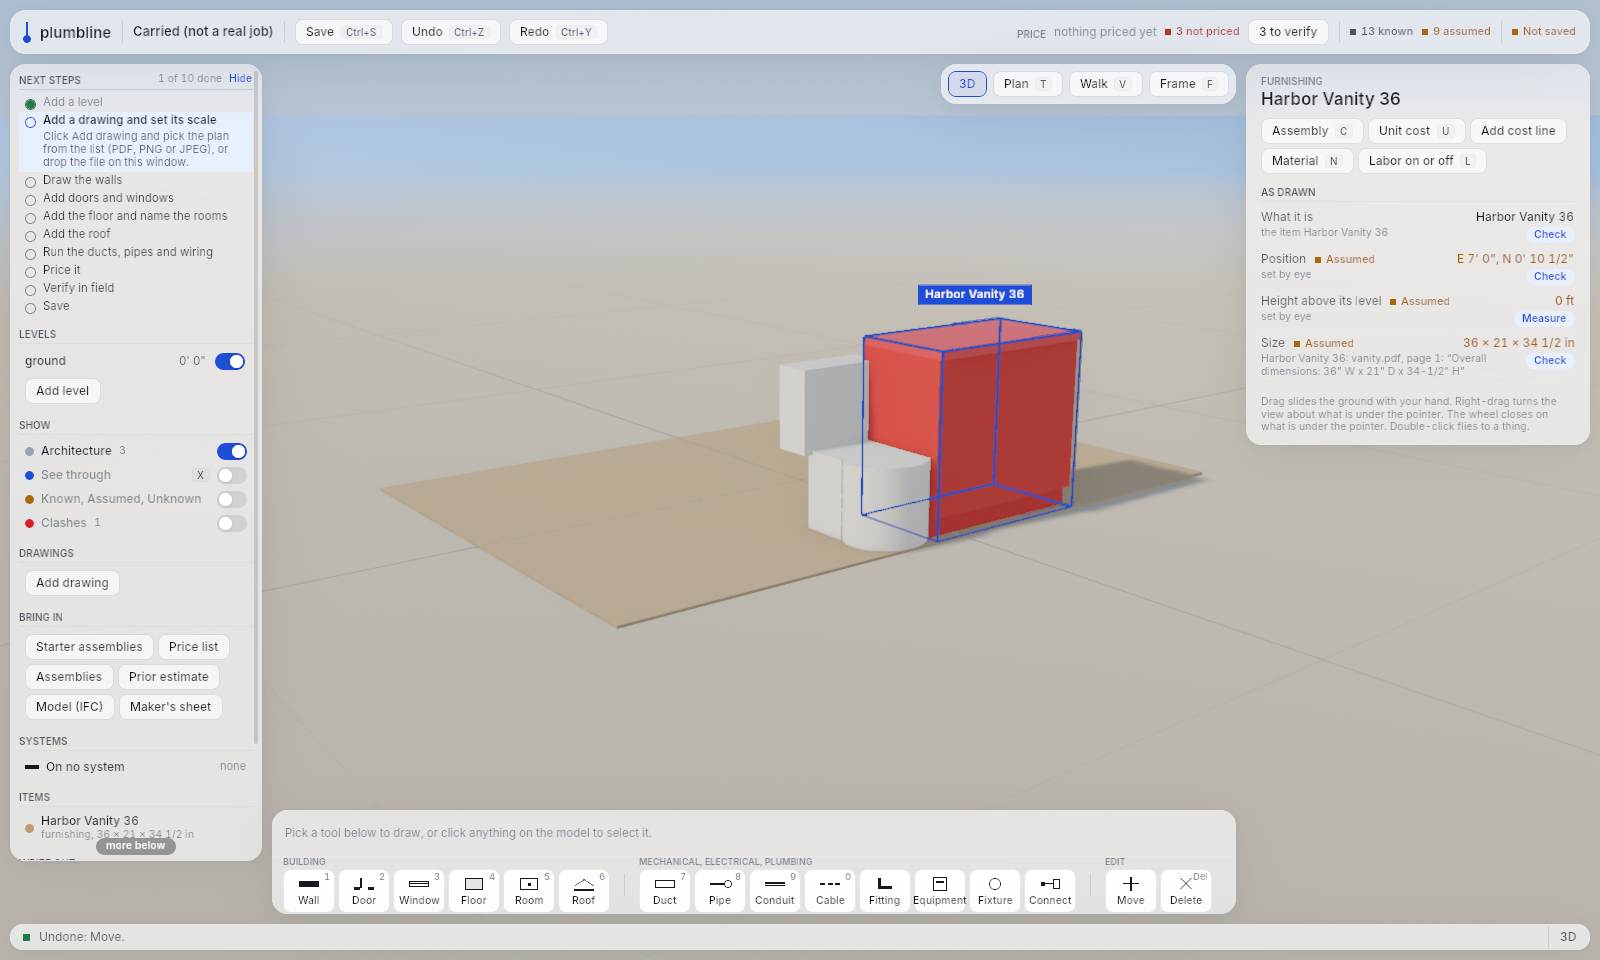 plumbline
Carried (not a real job)
Save Ctrl+S
Undo Ctrl+Z
Redo Ctrl+Y
PRICE nothing priced yet
3 not priced
3 to verify
13 known
9 assumed
Not saved
NEXT STEPS
1 of 10 done Hide
Add a level
Add a drawing and set its scale
Click Add drawing and pick the plan
from the list (PDF, PNG or JPEG), or
drop the file on this window.
Draw the walls
Add doors and windows
Add the floor and name the rooms
Add the roof
Run the ducts, pipes and wiring
Price it
Verify in field
Save
LEVELS
ground 0' 0"
Add level
SHOW
Architecture 3
See through X
Known, Assumed, Unknown
Clashes 1
DRAWINGS
Add drawing
BRING IN
Starter assemblies Price list
Assemblies Prior estimate
Model (IFC) Maker's sheet
SYSTEMS
On no system none
ITEMS
Harbor Vanity 36
furnishing, 36 × 21 × 34 1/2 in
more below
3D
Plan T
Walk V
Frame F
Harbor Vanity 36
FURNISHING
Harbor Vanity 36
Assembly C Unit cost U Add cost line
Material N Labor on or off L
AS DRAWN
What it is Harbor Vanity 36
the item Harbor Vanity 36 Check
Position Assumed E 7' 0", N 0' 10 1/2"
set by eye Check
Height above its level Assumed 0 ft
set by eye Measure
Size Assumed 36 × 21 × 34 1/2 in
Harbor Vanity 36: vanity.pdf, page 1: “Overall Check
dimensions: 36" W x 21" D x 34-1/2" H”
Drag slides the ground with your hand. Right-drag turns the
view about what is under the pointer. The wheel closes on
what is under the pointer. Double-click flies to a thing.
Pick a tool below to draw, or click anything on the model to select it.
BUILDING
1 Wall
2 Door
3 Window
4 Floor
5 Room
6 Roof
MECHANICAL, ELECTRICAL, PLUMBING
7 Duct
8 Pipe
9 Conduit
0 Cable
Fitting
Equipment
Fixture
Connect
EDIT
Move
Del Delete
Undone: Move.
3D